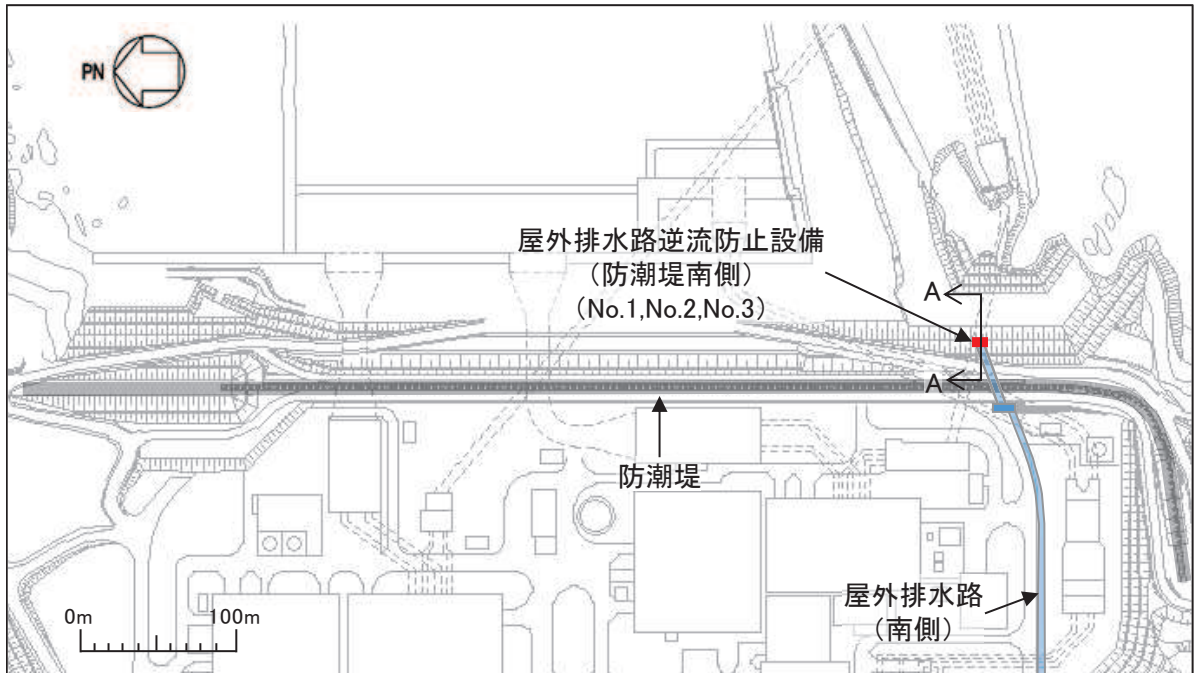 PN
屋外排水路逆流防止設備
（防潮堤南側）
（No.1,No.2,No.3）
A
A
防潮堤
屋外排水路
（南側）
0m 100m